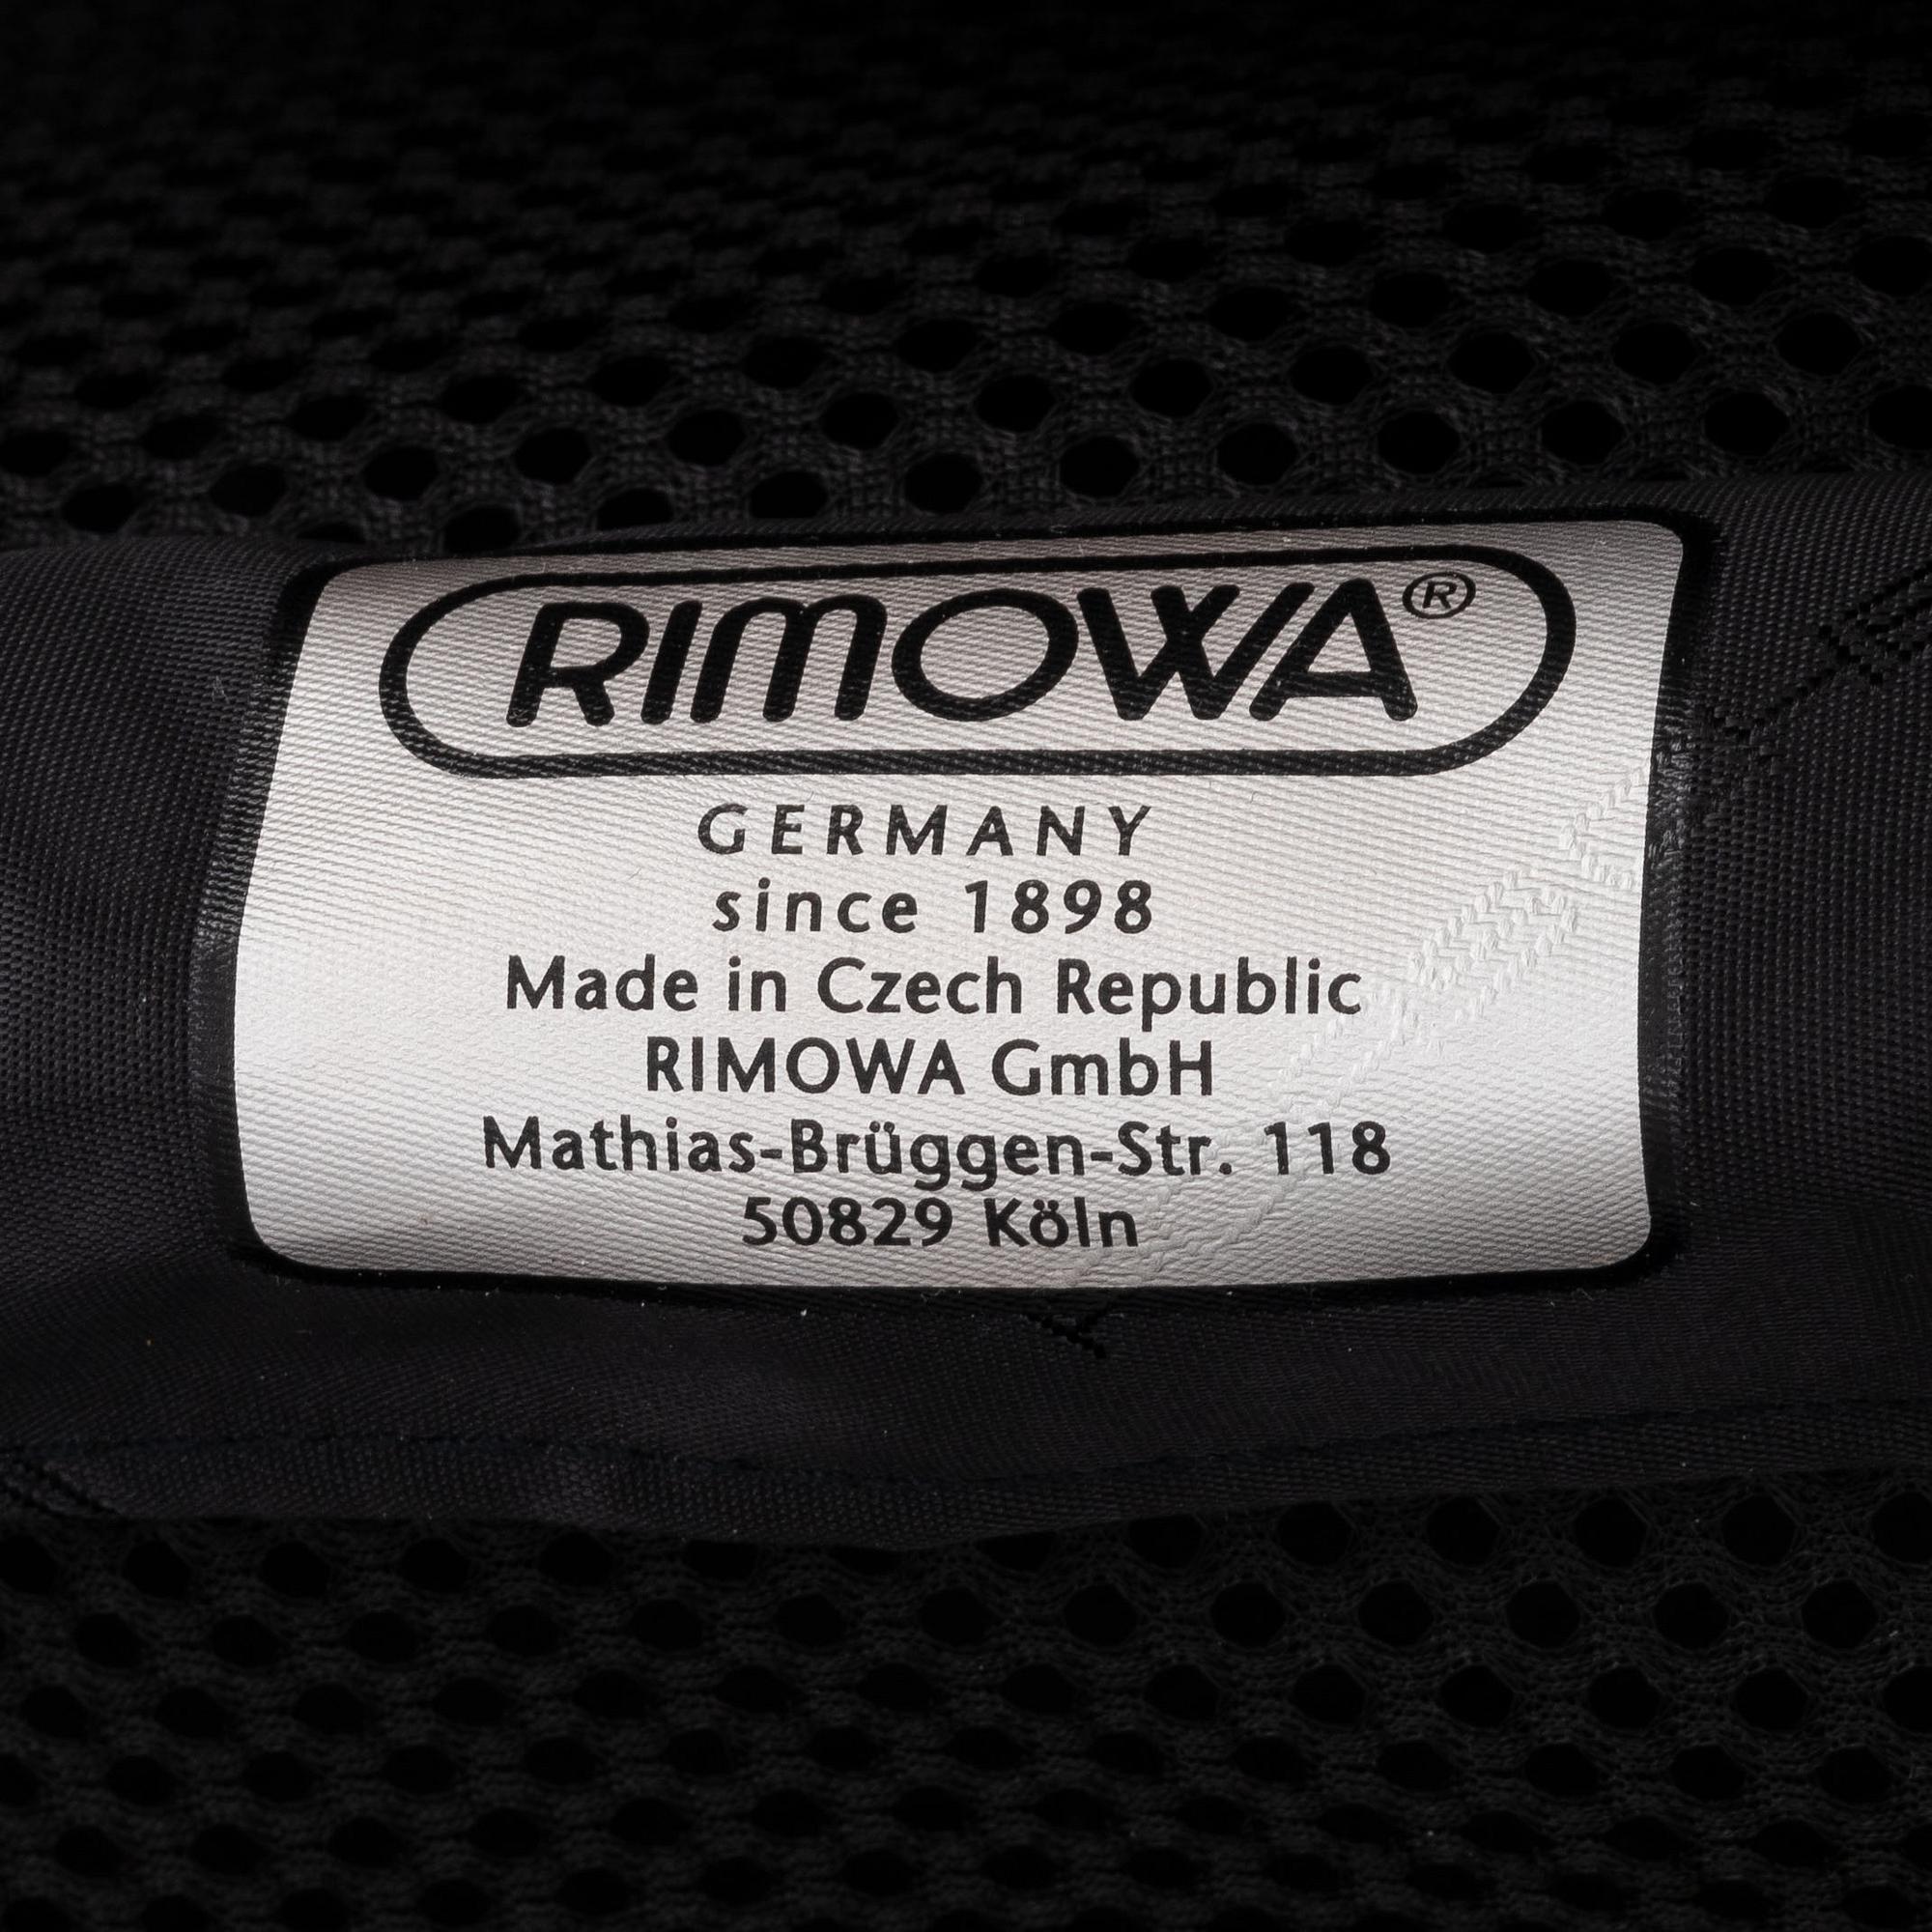 RIMOWA®
GERMANY
since 1898
Made in Czech Republic
RIMOWA GmbH
Mathias-Brüggen-Str. 118
50829 Köln